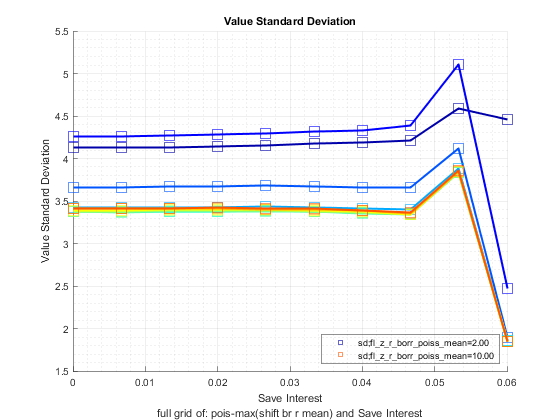 Value Standard Deviation
5.5
5
4.5
4
3.5
3
2.5
2
1.5
Value Standard Deviation
sd;fl_z_r_borr_poiss_mean=2.00
sd;fl_z_r_borr_poiss_mean=10.00
0
0.01
0.02
0.03
0.04
0.05
0.06
Save Interest
full grid of: pois-max(shift br r mean) and Save Interest